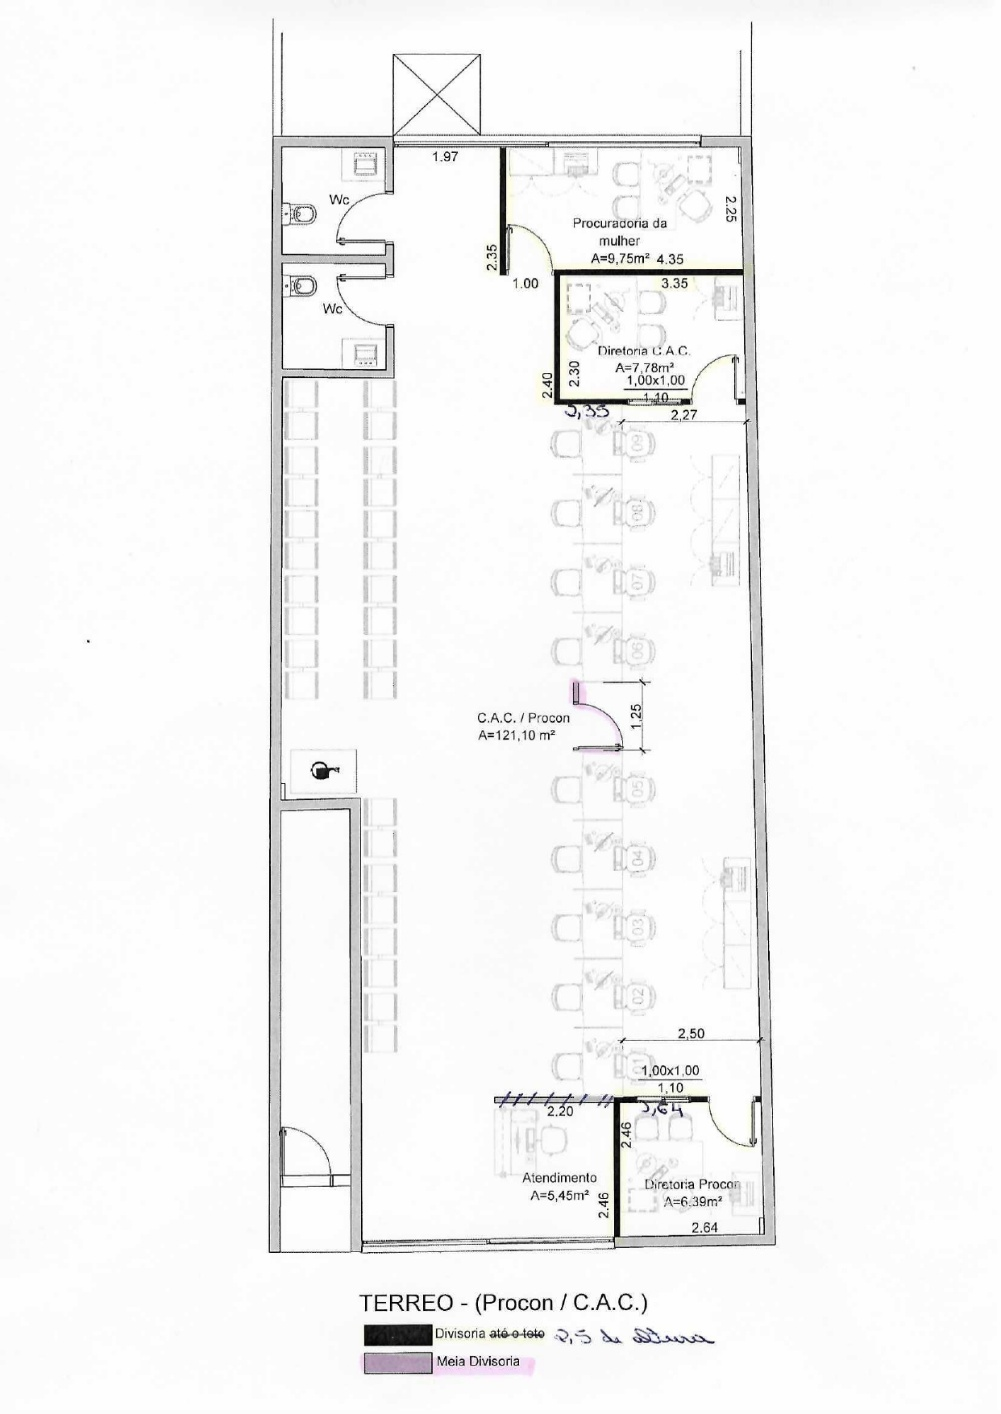 1.97
Wc
2.25
Procuradoria da
mulher
A=9,75m² 4.35
2.35
1.00
3.35
Wc
Diretoria C.A.C.
A=7,78m²
2.30
2.40
1,00x1,00
1,10
2,27
09
08
07
06
C.A.C. / Procon
A=121,10 m²
1.25
05
04
03
02
2,50
01
1,00x1,00
1,10
2.20
2.46
Atendimento
A=5,45m²
2.46
Diretoria Procon
A=6.39m²
2.64
TERREO - (Procon / C.A.C.)
Divisoria até o teto 2,5 de altura
Meia Divisoria